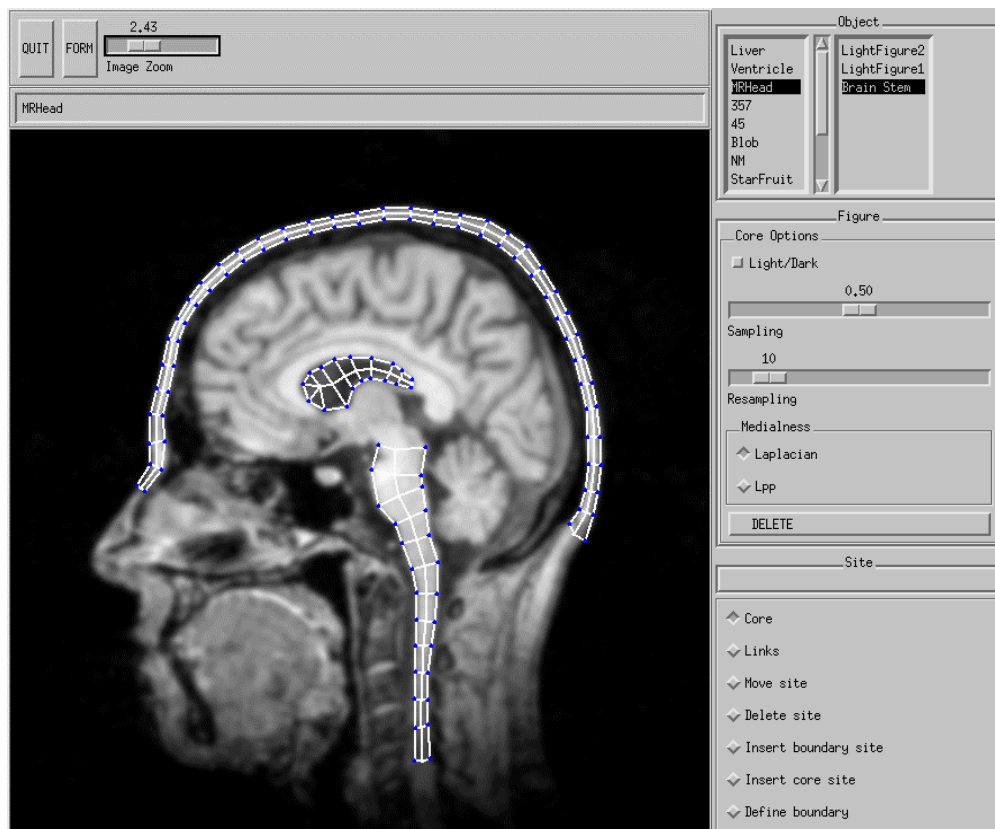 QUIT
FORM
2.43
Image Zoom
MRHead
Object
Liver
Ventricle
MRHead
357
45
Blob
NM
StarFruit
LightFigure2
LightFigure1
Brain Stem
Figure
Core Options
Light/Dark
0.50
Sampling
10
Resampling
Medialness
Laplacian
Lpp
DELETE
Site
Core
Links
Move site
Delete site
Insert boundary site
Insert core site
Define boundary